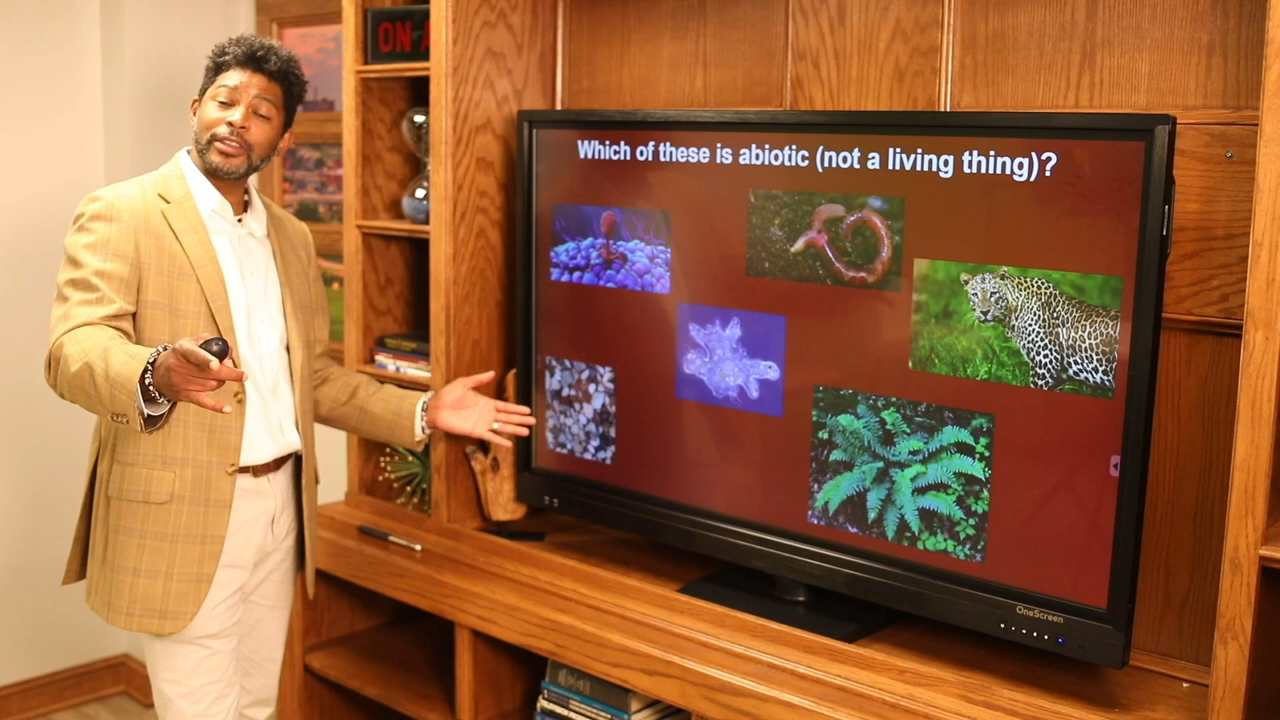 ON A
Which of these is abiotic (not a living thing)?
OneScreen